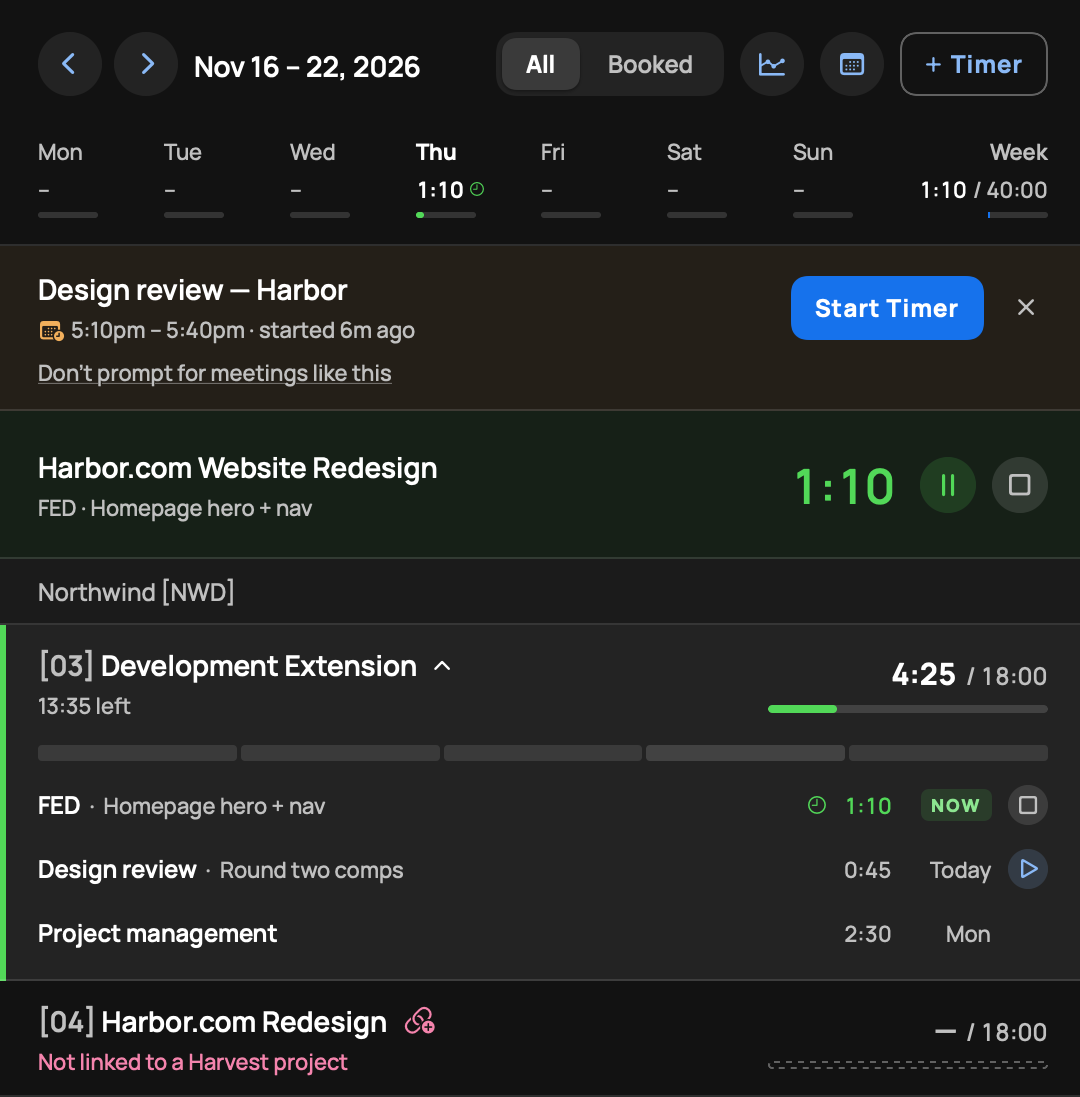 Nov 16 – 22, 2026
All
Booked
+ Timer
Mon
Tue
Wed
Thu
Fri
Sat
Sun
Week
–
–
–
1:10
–
–
–
1:10 / 40:00
Design review — Harbor
5:10pm – 5:40pm · started 6m ago
Don't prompt for meetings like this
Start Timer
Harbor.com Website Redesign
FED · Homepage hero + nav
1:10
Northwind [NWD]
[03] Development Extension
13:35 left
4:25 / 18:00
FED · Homepage hero + nav
1:10
NOW
Design review · Round two comps
0:45
Today
Project management
2:30
Mon
[04] Harbor.com Redesign
Not linked to a Harvest project
— / 18:00